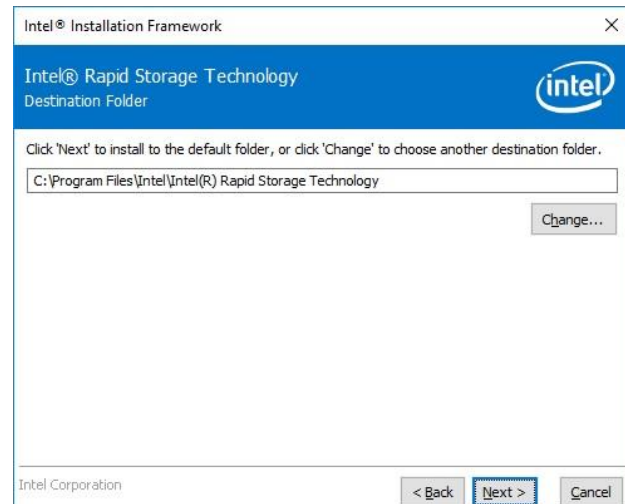 Intel® Installation Framework
Intel® Rapid Storage Technology
Destination Folder
intel
Click 'Next' to install to the default folder, or click 'Change' to choose another destination folder.
C:\Program Files\Intel\Intel(R) Rapid Storage Technology
Change...
Intel Corporation
< Back Next > Cancel